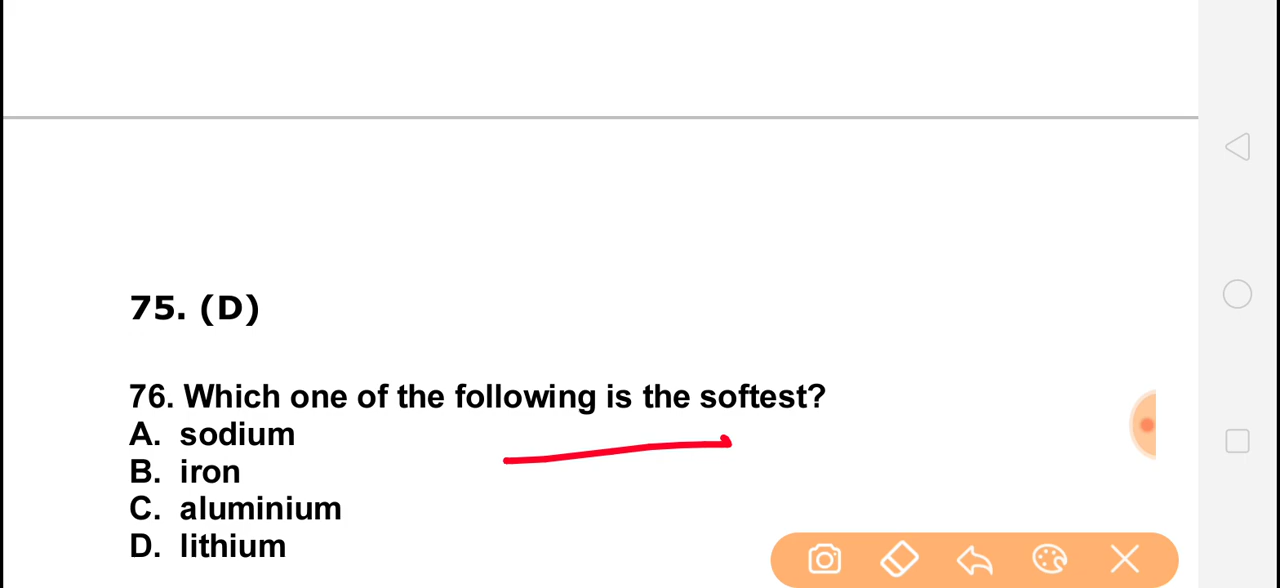 75. (D)
76. Which one of the following is the softest?
A. sodium
B. iron
C. aluminium
D. lithium